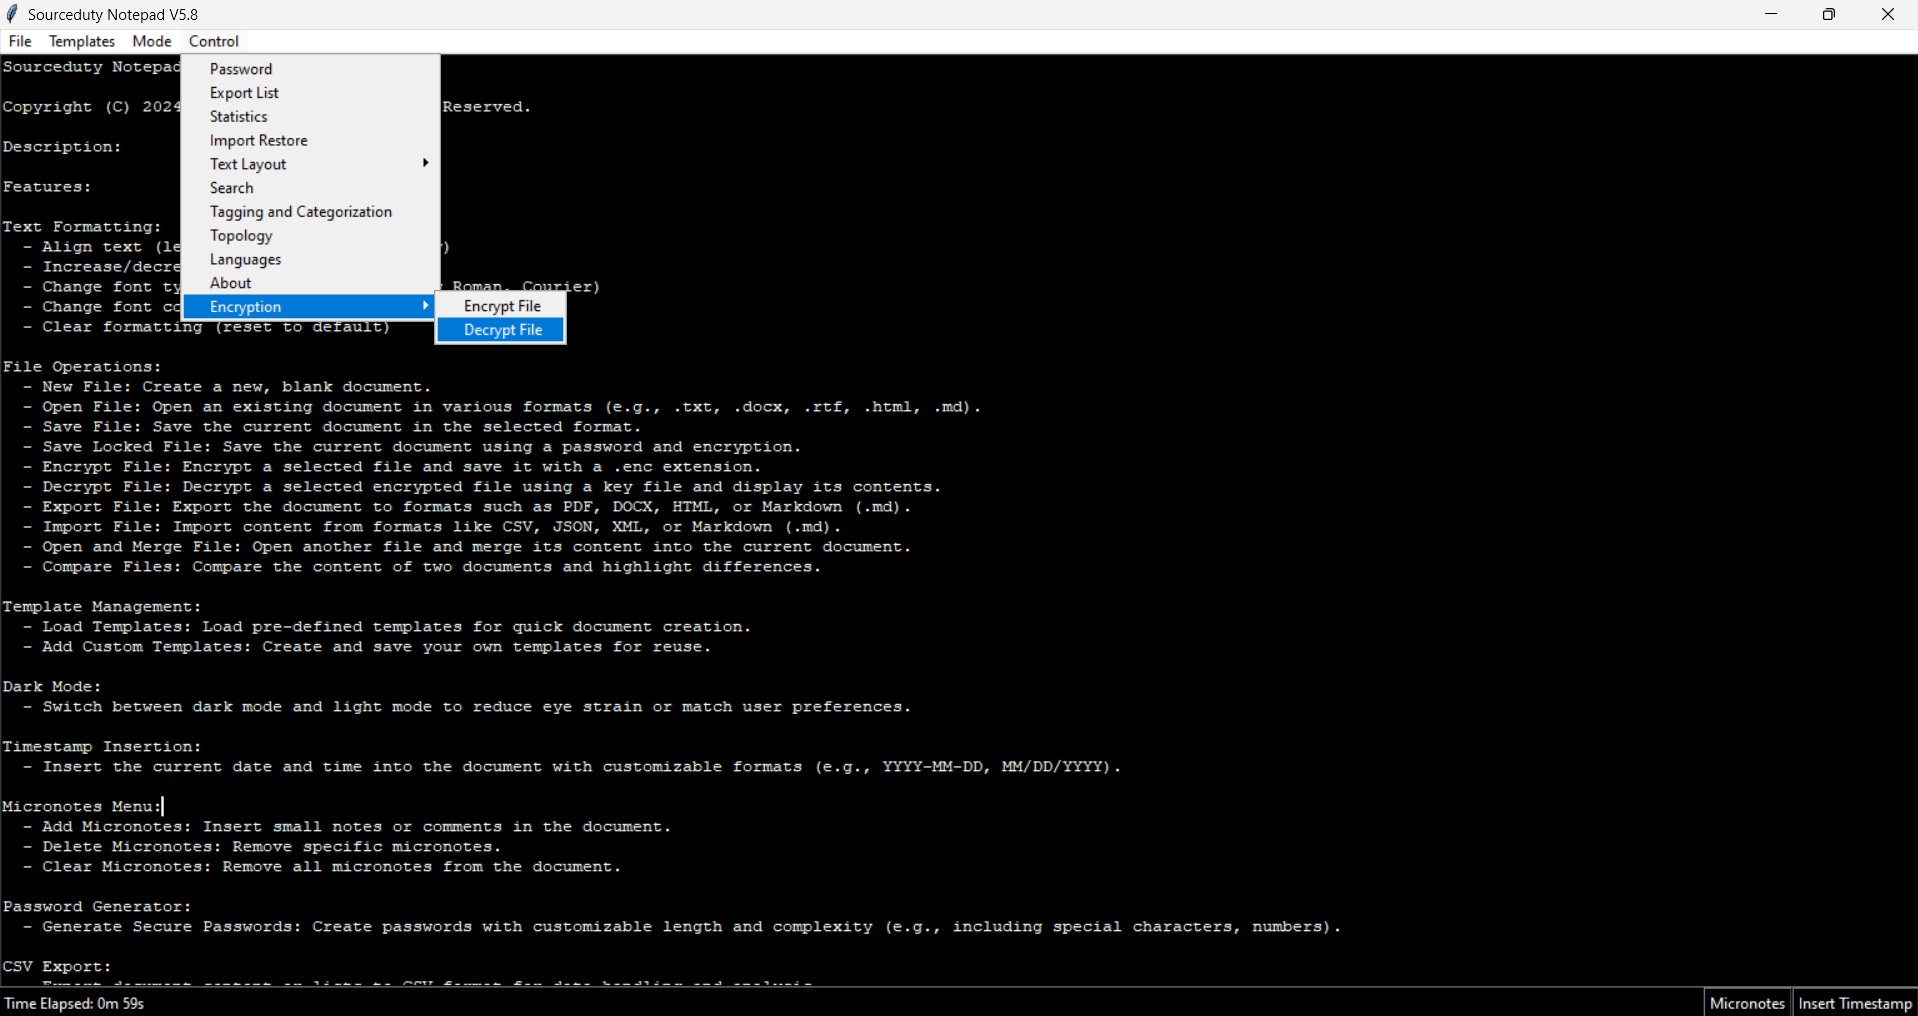 Sourceduty Notepad V5.8
File Templates Mode Control
Sourceduty Notepad
Password
Export List
Copyright (C) 2024 Reserved.
Statistics
Import Restore
Description:
Text Layout
Features:
Search
Tagging and Categorization
Text Formatting:
Topology
- Align text (le )
Languages
- Increase/decre
About
- Change font ty Roman, Courier)
Encryption
- Change font co
Encrypt File
Decrypt File
- Clear formatting (reset to default)
File Operations:
- New File: Create a new, blank document.
- Open File: Open an existing document in various formats (e.g., .txt, .docx, .rtf, .html, .md).
- Save File: Save the current document in the selected format.
- Save Locked File: Save the current document using a password and encryption.
- Encrypt File: Encrypt a selected file and save it with a .enc extension.
- Decrypt File: Decrypt a selected encrypted file using a key file and display its contents.
- Export File: Export the document to formats such as PDF, DOCX, HTML, or Markdown (.md).
- Import File: Import content from formats like CSV, JSON, XML, or Markdown (.md).
- Open and Merge File: Open another file and merge its content into the current document.
- Compare Files: Compare the content of two documents and highlight differences.
Template Management:
- Load Templates: Load pre-defined templates for quick document creation.
- Add Custom Templates: Create and save your own templates for reuse.
Dark Mode:
- Switch between dark mode and light mode to reduce eye strain or match user preferences.
Timestamp Insertion:
- Insert the current date and time into the document with customizable formats (e.g., YYYY-MM-DD, MM/DD/YYYY).
Micronotes Menu:
- Add Micronotes: Insert small notes or comments in the document.
- Delete Micronotes: Remove specific micronotes.
- Clear Micronotes: Remove all micronotes from the document.
Password Generator:
- Generate Secure Passwords: Create passwords with customizable length and complexity (e.g., including special characters, numbers).
CSV Export:
Time Elapsed: 0m 59s
Micronotes
Insert Timestamp